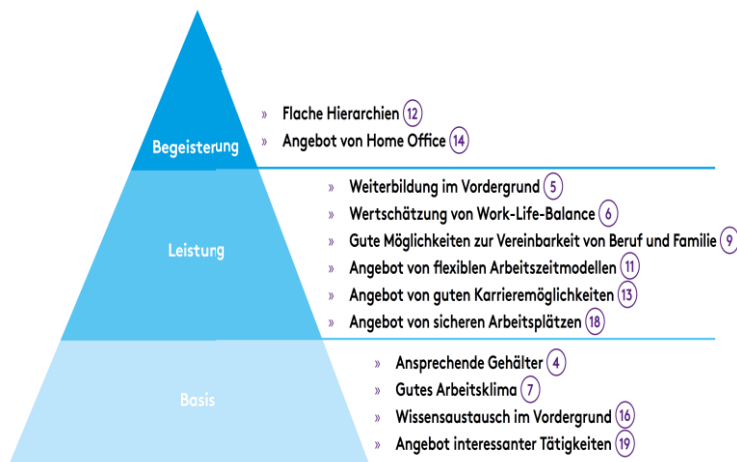 » Flache Hierarchien 12
» Angebot von Home Office 14
Begeisterung
» Weiterbildung im Vordergrund 5
» Wertschätzung von Work-Life-Balance 6
» Gute Möglichkeiten zur Vereinbarkeit von Beruf und Familie 9
Leistung
» Angebot von flexiblen Arbeitszeitmodellen 11
» Angebot von guten Karrieremöglichkeiten 13
» Angebot von sicheren Arbeitsplätzen 18
» Ansprechende Gehälter 4
» Gutes Arbeitsklima 7
Basis
» Wissensaustausch im Vordergrund 16
» Angebot interessanter Tätigkeiten 19